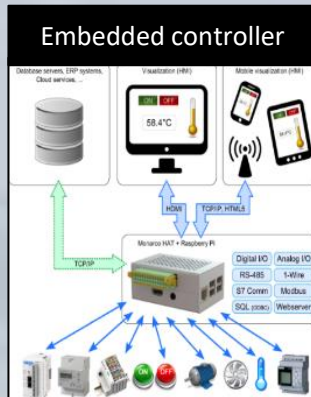 Embedded controller
Database servers, ERP systems,
Cloud services, ...
Visualization (HMI)
Mobile visualization (HMI)
ON OFF
58.4°C
HDMI
TCP/IP, HTML5
TCP/IP
Monarco HAT + Raspberry Pi
Digital I/O
Analog I/O
RS-485
1-Wire
S7 Comm
Modbus
SQL (ODBC)
Webserver
ON
OFF